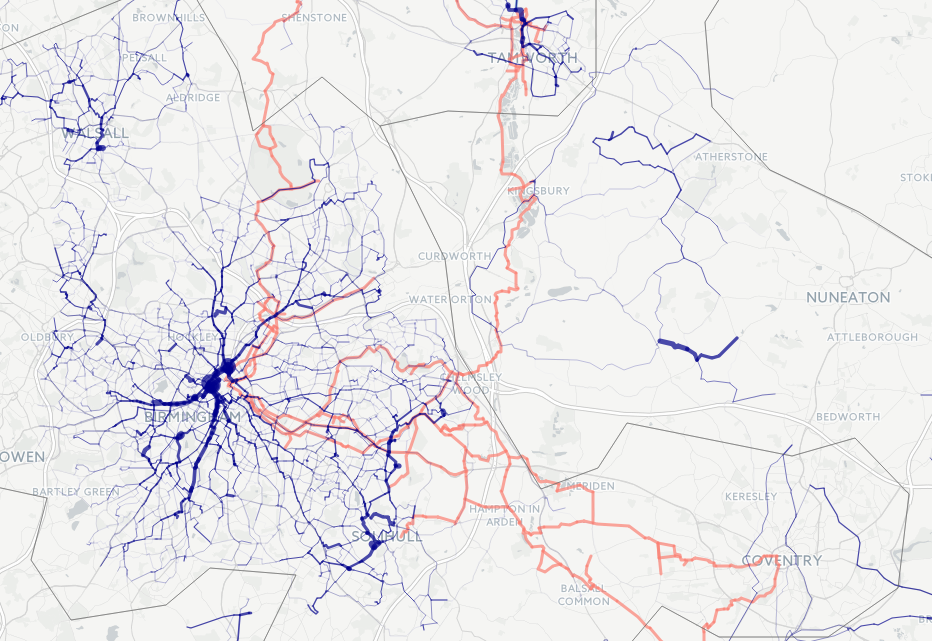 BROWNHILLS
SHENSTONE
PELSALL
TAMWORTH
ALDRIDGE
WALSALL
ATHERSTONE
STOKE
KINGSBURY
CURDWORTH
WATER ORTON
NUNEATON
OLDBURY
HOCKLEY
ATTLEBOROUGH
CHELMSLEY
WOOD
BIRMINGHAM
BEDWORTH
OWEN
BARTLEY GREEN
MERIDEN
KERESLEY
HAMPTON IN
ARDEN
SOLIHULL
COVENTRY
BALSALL
COMMON